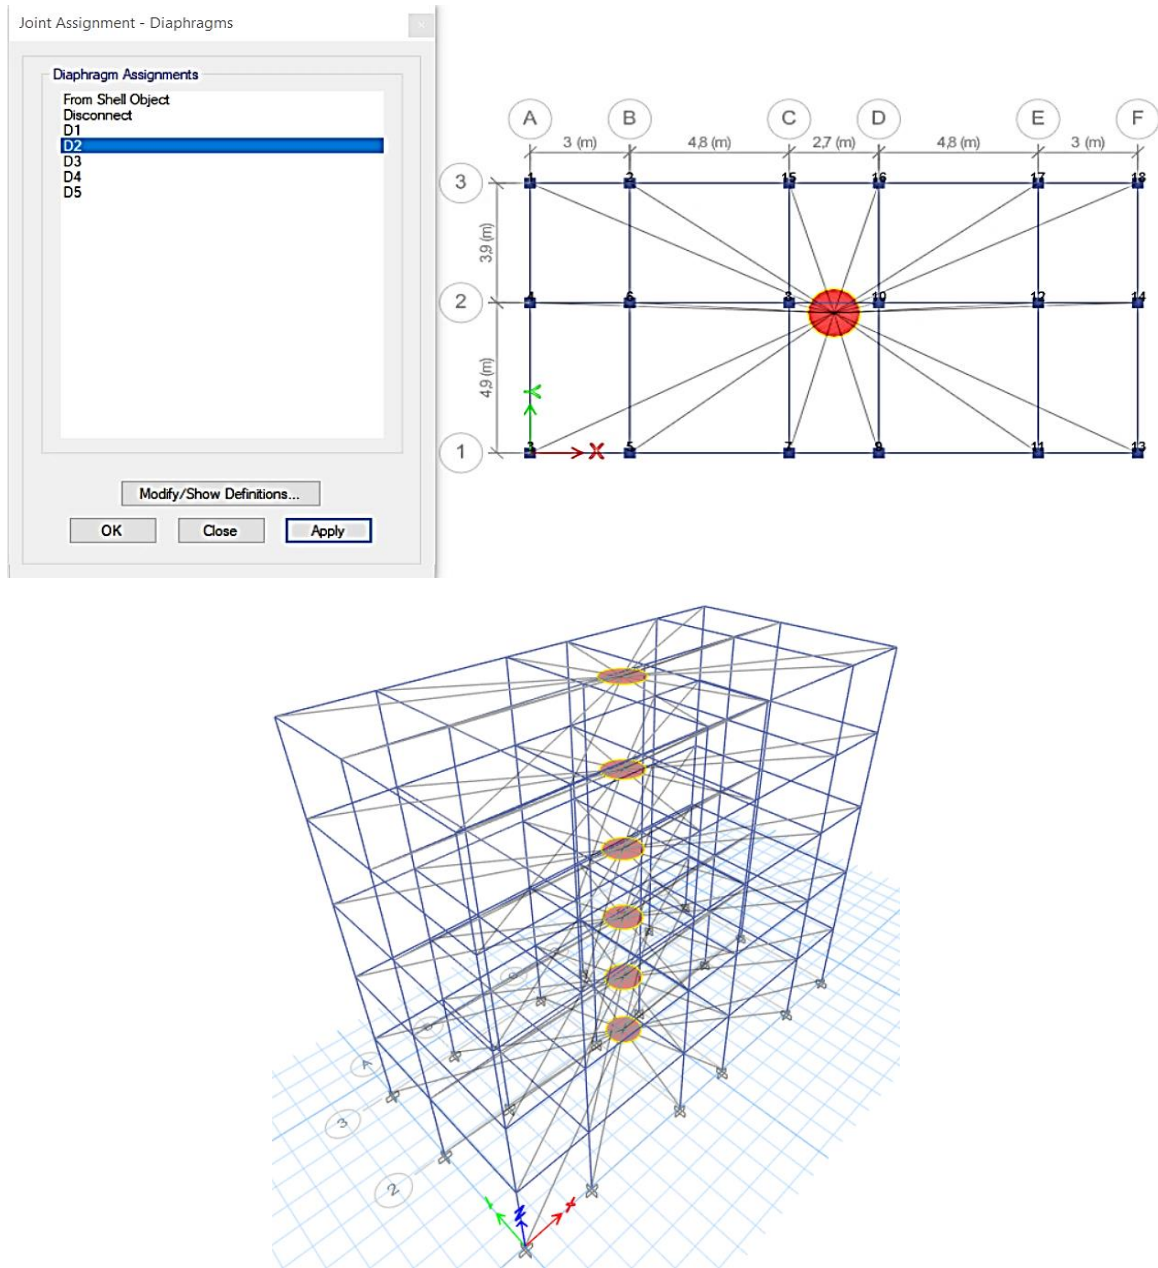 Joint Assignment - Diaphragms
Diaphragm Assignments
From Shell Object
Disconnect
D1
D2
D3
D4
D5
Modify/Show Definitions...
OK Close Apply
A B C D E F
3 (m) 4,8 (m) 2,7 (m) 4,8 (m) 3 (m)
3
1 2 15 16 17 18
3,9 (m)
2
4 6 8 10 12 14
4,9 (m)
Y
1
3 5 7 9 11 13
X
A
3
2
Y Z X